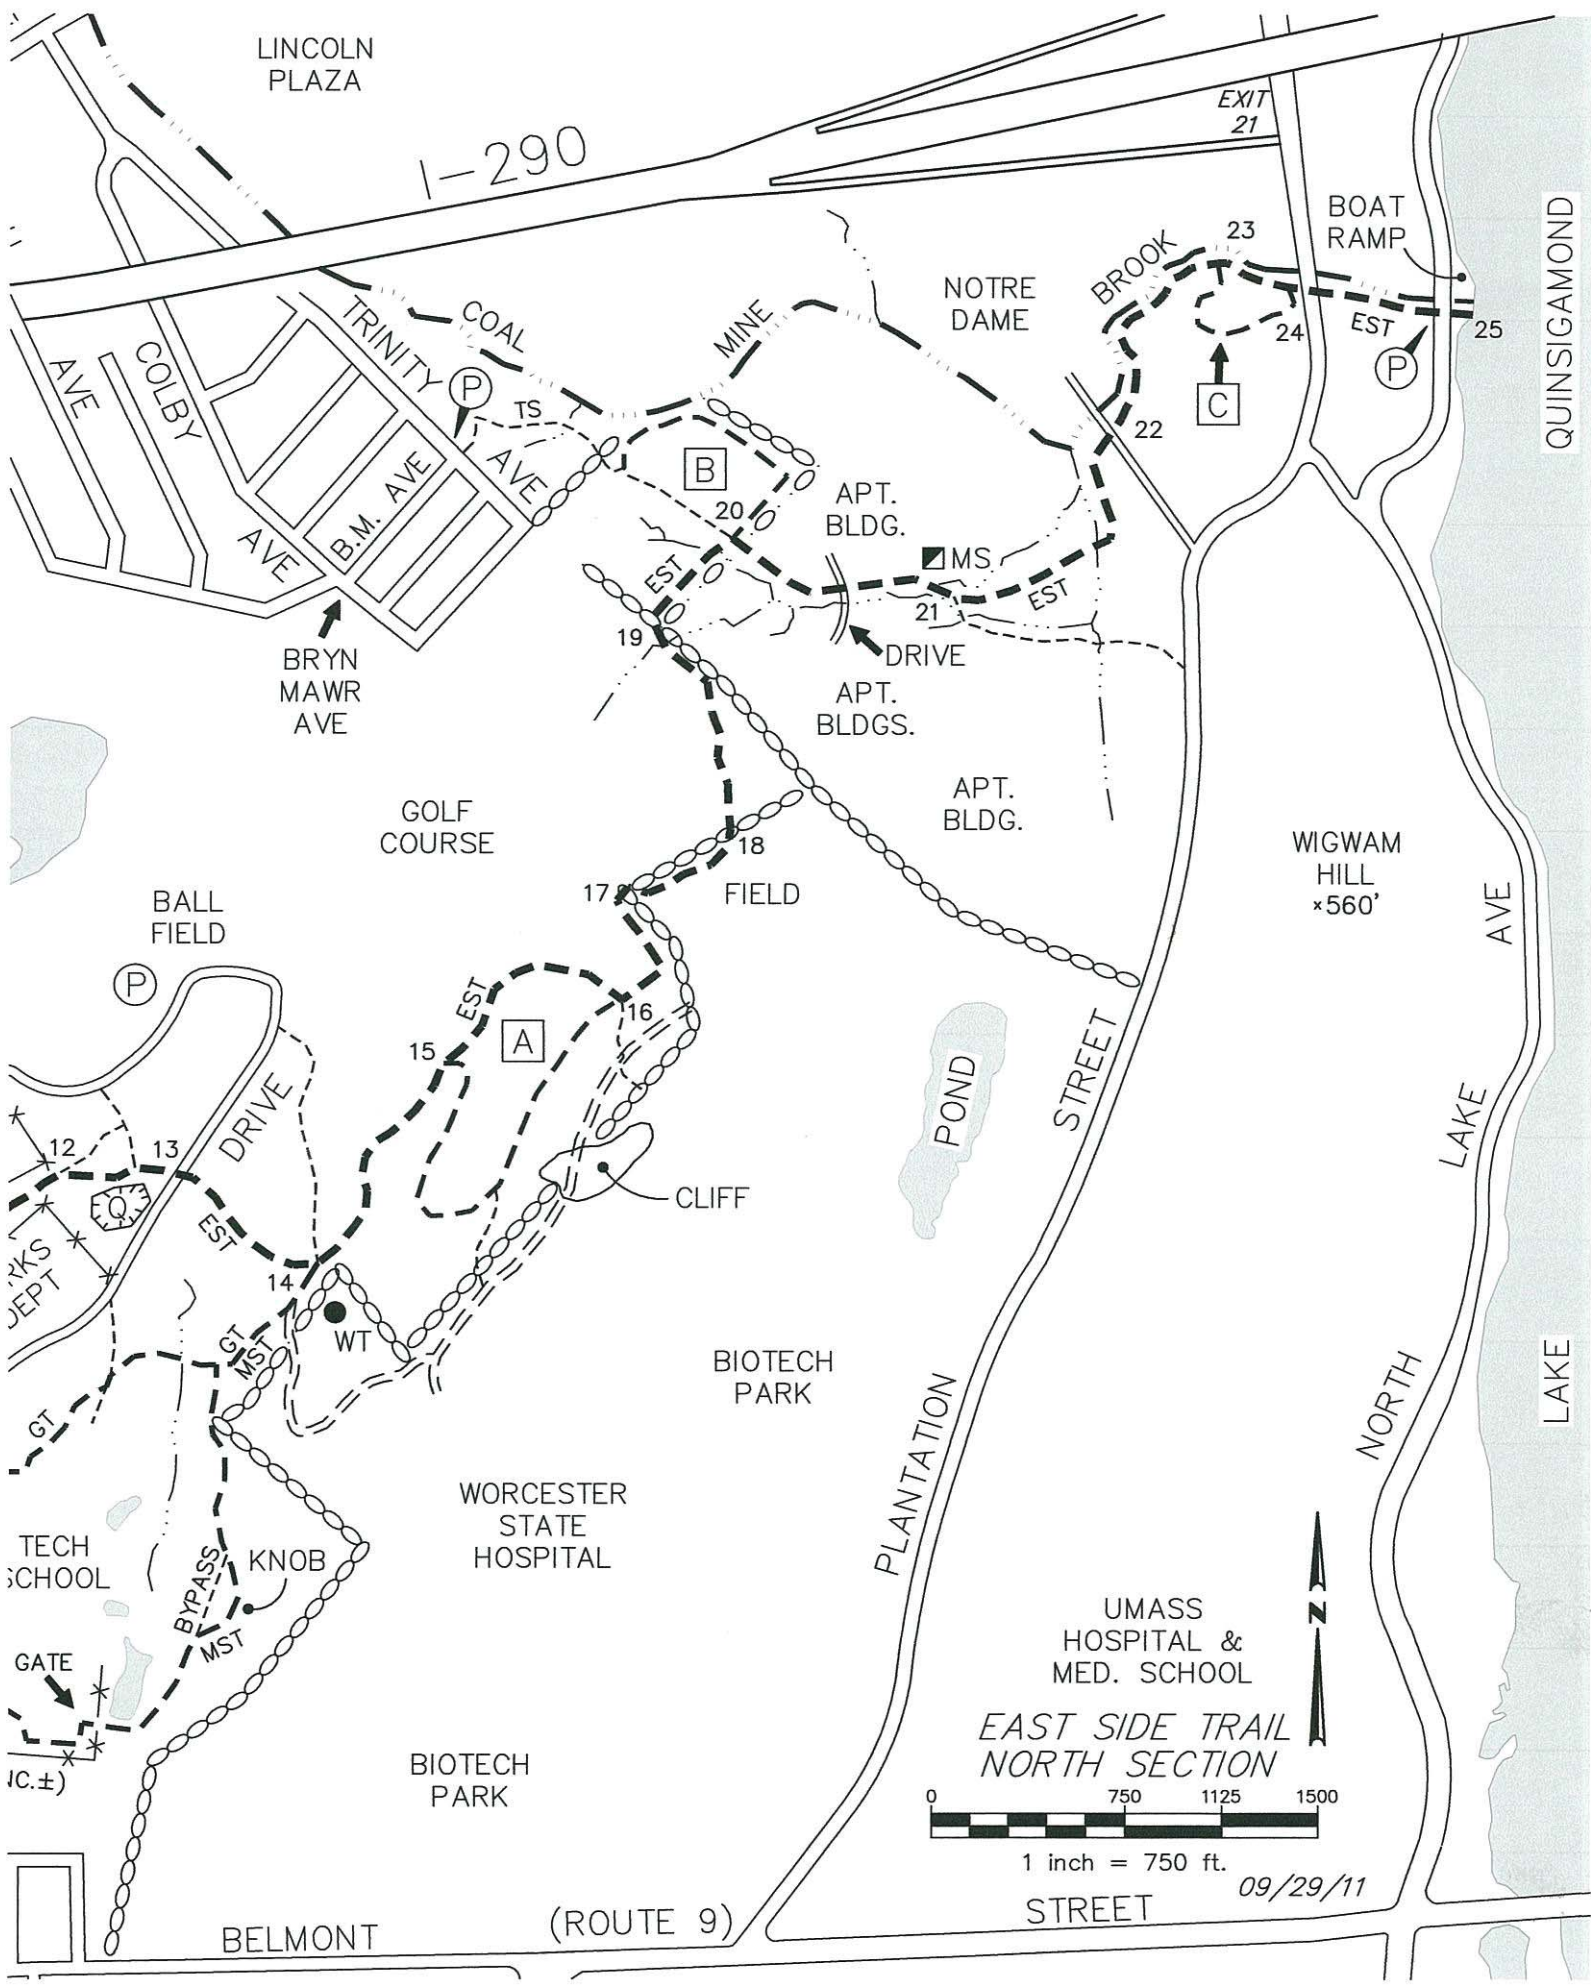 LINCOLN
PLAZA
I-290
EXIT
21
BOAT
RAMP
QUINSIGAMOND
23
BROOK
NOTRE
DAME
MINE
COAL
TRINITY
AVE
COLBY
AVE
AVE
P
TS
B
B.M. AVE
24
EST
P
25
C
22
20
APT.
BLDG.
MS
EST
EST
21
19
DRIVE
BRYN
MAWR
AVE
APT.
BLDGS.
APT.
BLDG.
GOLF
COURSE
18
17
FIELD
WIGWAM
HILL
×560'
BALL
FIELD
P
AVE
EST
16
A
15
STREET
POND
LAKE
DRIVE
12
13
Q
EST
CLIFF
RKS
DEPT
14
WT
GT
MST
GT
BIOTECH
PARK
LAKE
NORTH
PLANTATION
WORCESTER
STATE
HOSPITAL
TECH
SCHOOL
KNOB
BYPASS
MST
GATE
N
UMASS
HOSPITAL &
MED. SCHOOL
EAST SIDE TRAIL
NORTH SECTION
0 750 1125 1500
1 inch = 750 ft.
09/29/11
BIOTECH
PARK
NC.±)
BELMONT
(ROUTE 9)
STREET